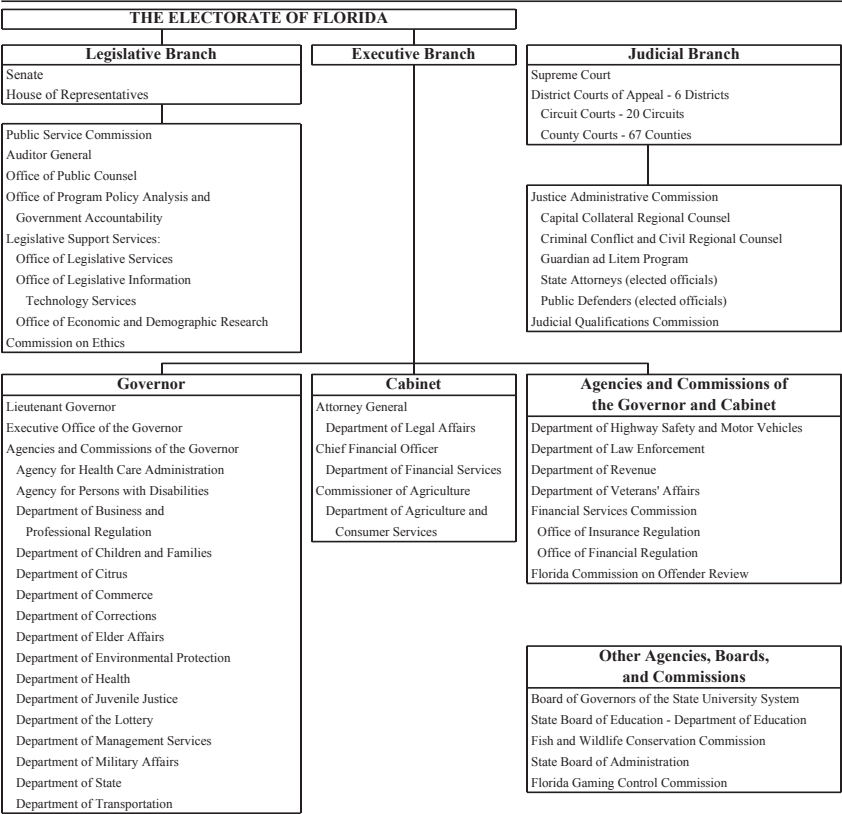 THE ELECTORATE OF FLORIDA
Legislative Branch
Senate
House of Representatives
Public Service Commission
Auditor General
Office of Public Counsel
Office of Program Policy Analysis and
Government Accountability
Legislative Support Services:
Office of Legislative Services
Office of Legislative Information
Technology Services
Office of Economic and Demographic Research
Commission on Ethics
Executive Branch
Judicial Branch
Supreme Court
District Courts of Appeal - 6 Districts
Circuit Courts - 20 Circuits
County Courts - 67 Counties
Justice Administrative Commission
Capital Collateral Regional Counsel
Criminal Conflict and Civil Regional Counsel
Guardian ad Litem Program
State Attorneys (elected officials)
Public Defenders (elected officials)
Judicial Qualifications Commission
Governor
Lieutenant Governor
Executive Office of the Governor
Agencies and Commissions of the Governor
Agency for Health Care Administration
Agency for Persons with Disabilities
Department of Business and
Professional Regulation
Department of Children and Families
Department of Citrus
Department of Commerce
Department of Corrections
Department of Elder Affairs
Department of Environmental Protection
Department of Health
Department of Juvenile Justice
Department of the Lottery
Department of Management Services
Department of Military Affairs
Department of State
Department of Transportation
Cabinet
Attorney General
Department of Legal Affairs
Chief Financial Officer
Department of Financial Services
Commissioner of Agriculture
Department of Agriculture and
Consumer Services
Agencies and Commissions of
the Governor and Cabinet
Department of Highway Safety and Motor Vehicles
Department of Law Enforcement
Department of Revenue
Department of Veterans' Affairs
Financial Services Commission
Office of Insurance Regulation
Office of Financial Regulation
Florida Commission on Offender Review
Other Agencies, Boards,
and Commissions
Board of Governors of the State University System
State Board of Education - Department of Education
Fish and Wildlife Conservation Commission
State Board of Administration
Florida Gaming Control Commission